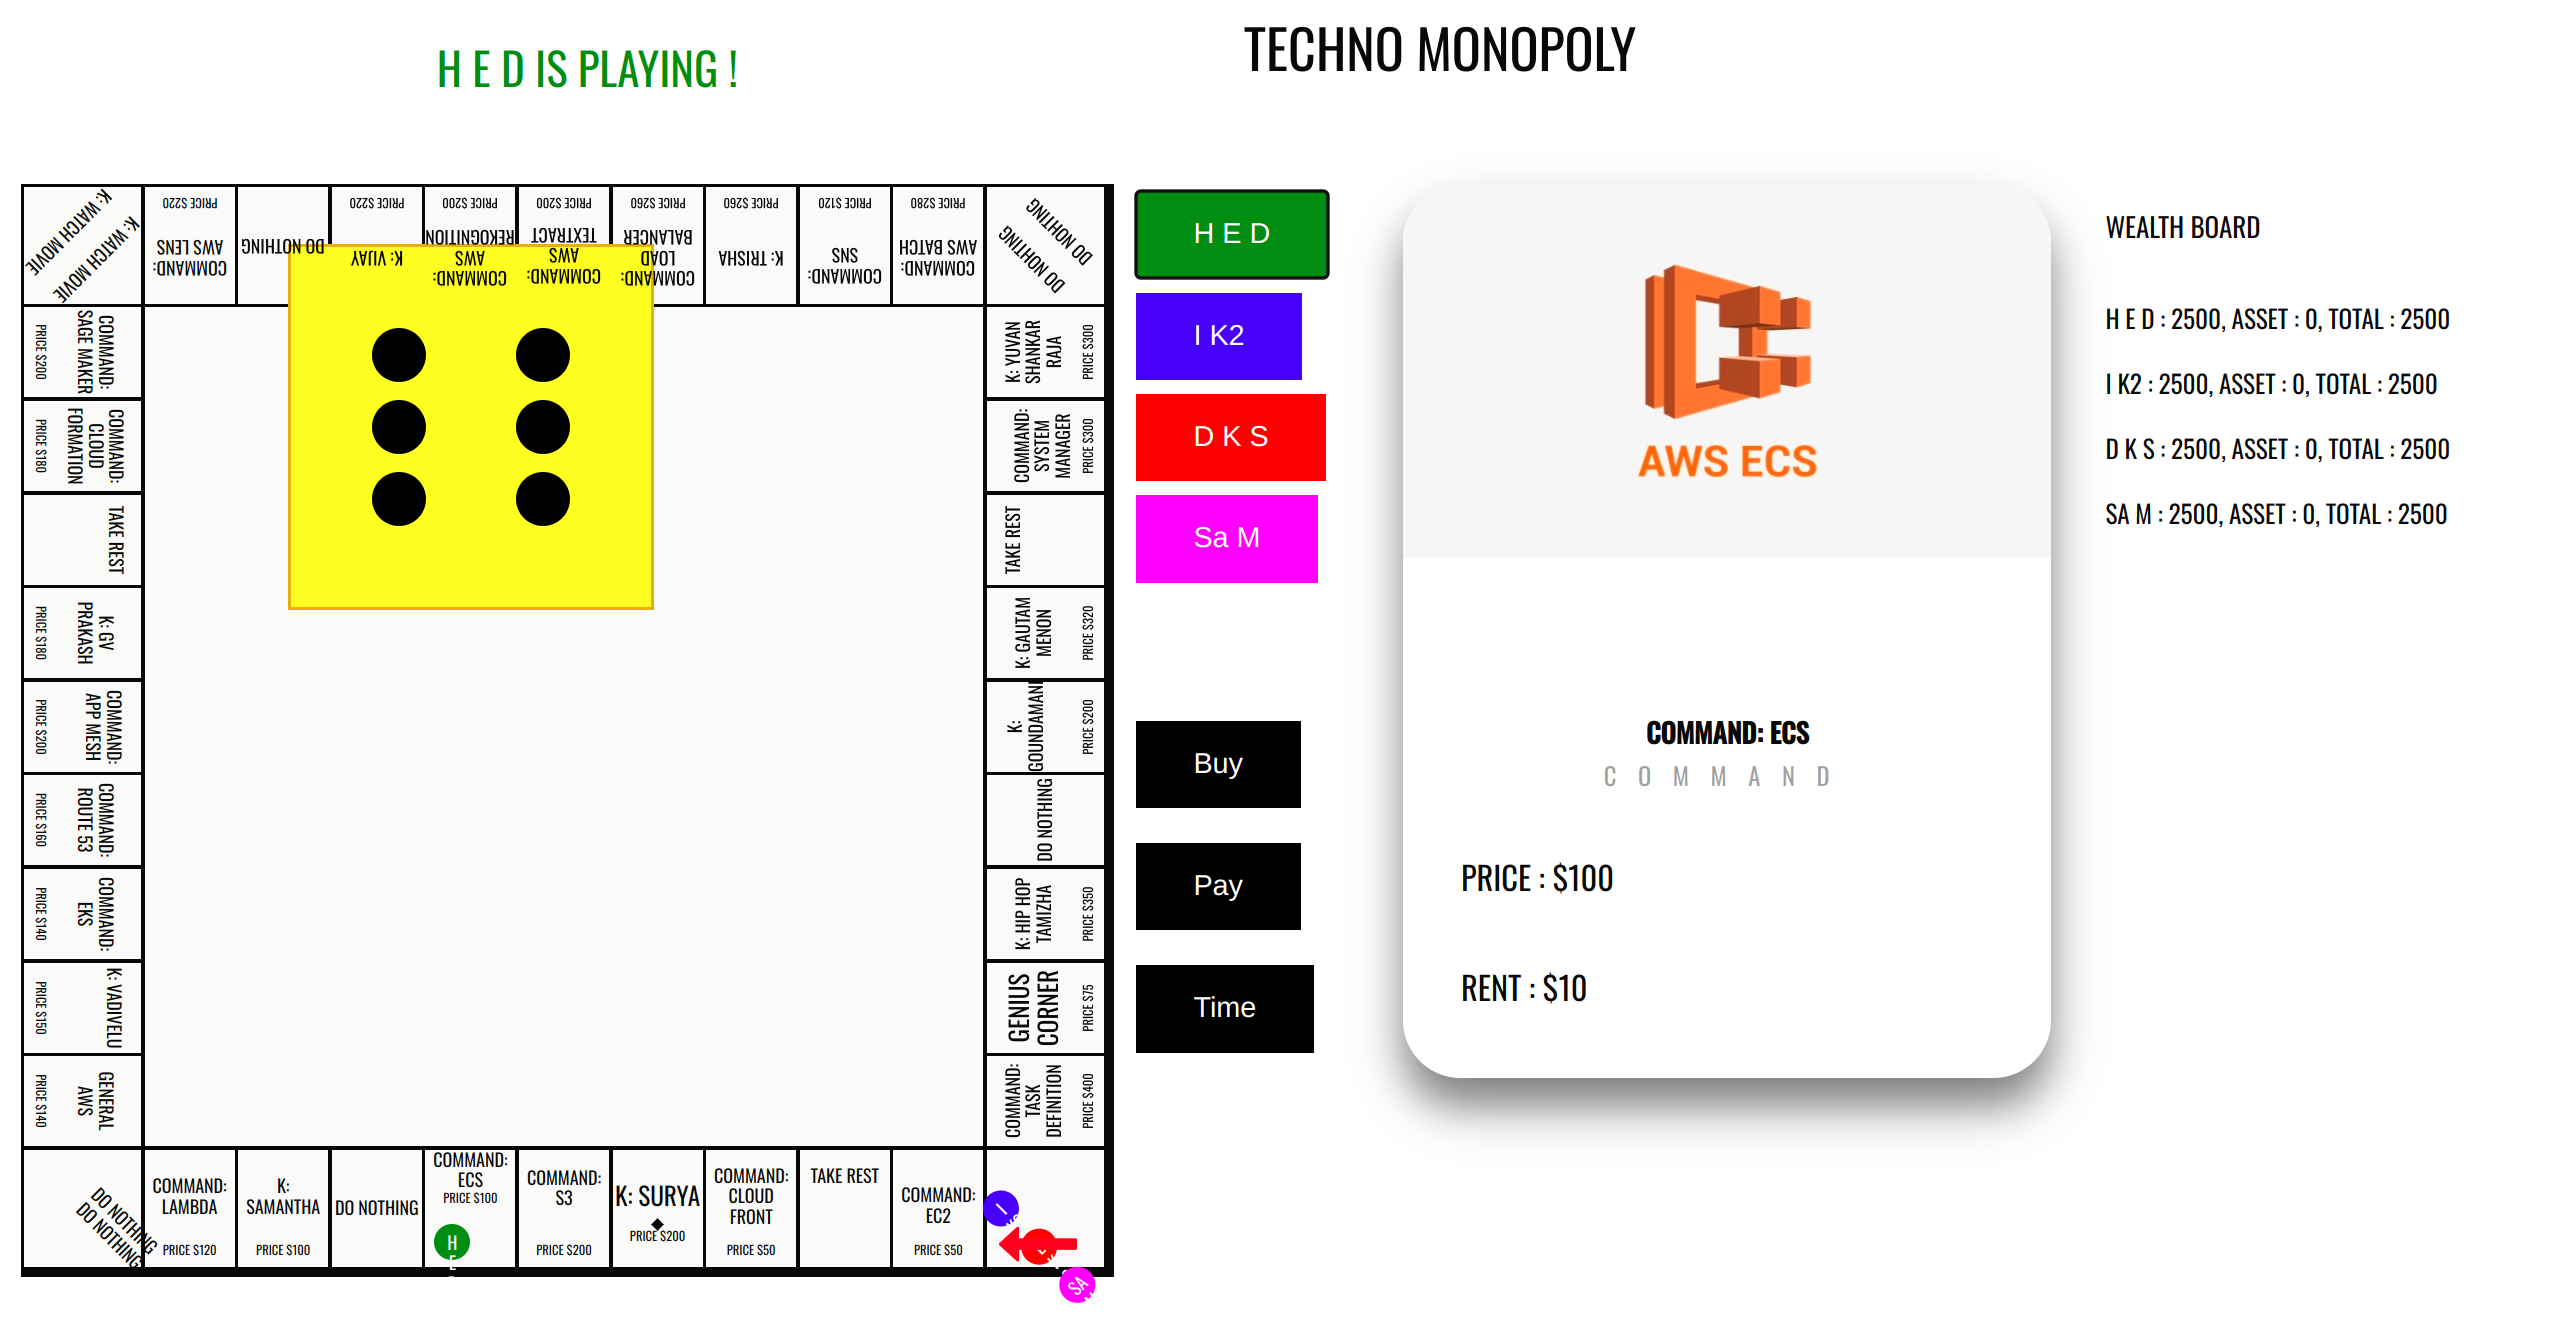 TECHNO MONOPOLY
H E D IS PLAYING !
K: WATCH MOVIE
K: WATCH MOVIE
COMMAND:
AWS LENS
PRICE $220
DO NOTHING
K: VIJAY
PRICE $220
COMMAND:
AWS
REKOGNITION
PRICE $200
COMMAND:
AWS
TEXTRACT
PRICE $200
COMMAND:
LOAD
BALANCER
PRICE $260
K: TRISHA
PRICE $260
COMMAND:
SNS
PRICE $120
COMMAND:
AWS BATCH
PRICE $280
DO NOHTING
DO NOHTING
COMMAND:
SAGE MAKER
PRICE $200
COMMAND:
CLOUD
FORMATION
PRICE $180
TAKE REST
K: GV
PRAKASH
PRICE $180
COMMAND:
APP MESH
PRICE $200
COMMAND:
ROUTE 53
PRICE $160
COMMAND:
EKS
PRICE $140
K: VADIVELU
PRICE $150
GENERAL
AWS
PRICE $140
K: YUVAN
SHANKAR
RAJA
PRICE $300
COMMAND:
SYSTEM
MANAGER
PRICE $300
TAKE REST
K: GAUTAM
MENON
PRICE $320
K:
GOUNDAMANI
PRICE $200
DO NOTHING
K: HIP HOP
TAMIZHA
PRICE $350
GENIUS
CORNER
PRICE $75
COMMAND:
TASK
DEFINITION
PRICE $400
DO NOTHING
DO NOTHING
COMMAND:
LAMBDA
PRICE $120
K:
SAMANTHA
PRICE $100
DO NOTHING
COMMAND:
ECS
PRICE $100
H
E
COMMAND:
S3
PRICE $200
K: SURYA
PRICE $200
COMMAND:
CLOUD
FRONT
PRICE $50
TAKE REST
COMMAND:
EC2
PRICE $50
I
SA
H E D
I K2
D K S
Sa M
Buy
Pay
Time
AWS ECS
COMMAND: ECS
COMMAND
PRICE : $100
RENT : $10
WEALTH BOARD
H E D : 2500, ASSET : 0, TOTAL : 2500
I K2 : 2500, ASSET : 0, TOTAL : 2500
D K S : 2500, ASSET : 0, TOTAL : 2500
SA M : 2500, ASSET : 0, TOTAL : 2500